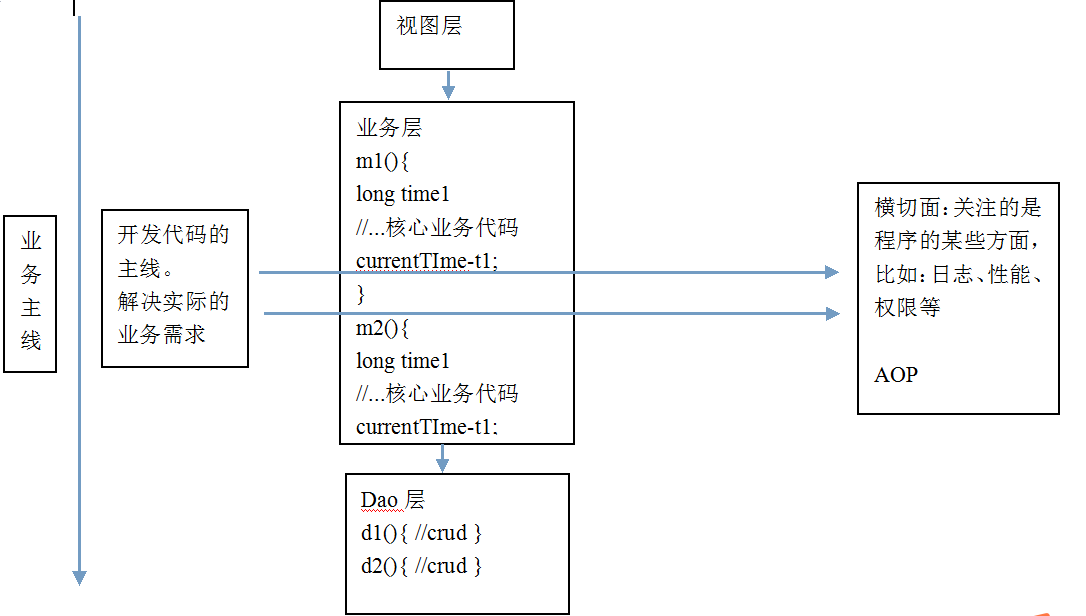 视图层
业务层
m1(){
long time1
//...核心业务代码
currentTIme-t1;
}
m2(){
long time1
//...核心业务代码
currentTIme-t1;
Dao 层
d1(){ //crud }
d2(){ //crud }
业
务
主
线
开发代码的
主线。
解决实际的
业务需求
横切面：关注的是
程序的某些方面，
比如：日志、性能、
权限等
AOP